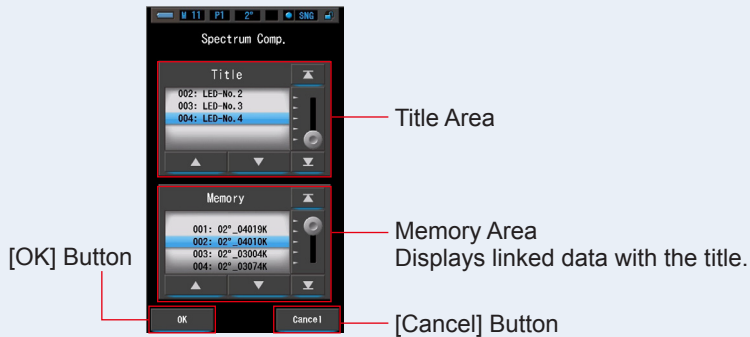 M 11 P1 2° SNG
Spectrum Comp.
Title
002: LED-No.2
003: LED-No.3
004: LED-No.4
Title Area
Memory
001: 02°_04019K
002: 02°_04010K
003: 02°_03004K
004: 02°_03074K
Memory Area
Displays linked data with the title.
[OK] Button
OK
Cancel
[Cancel] Button